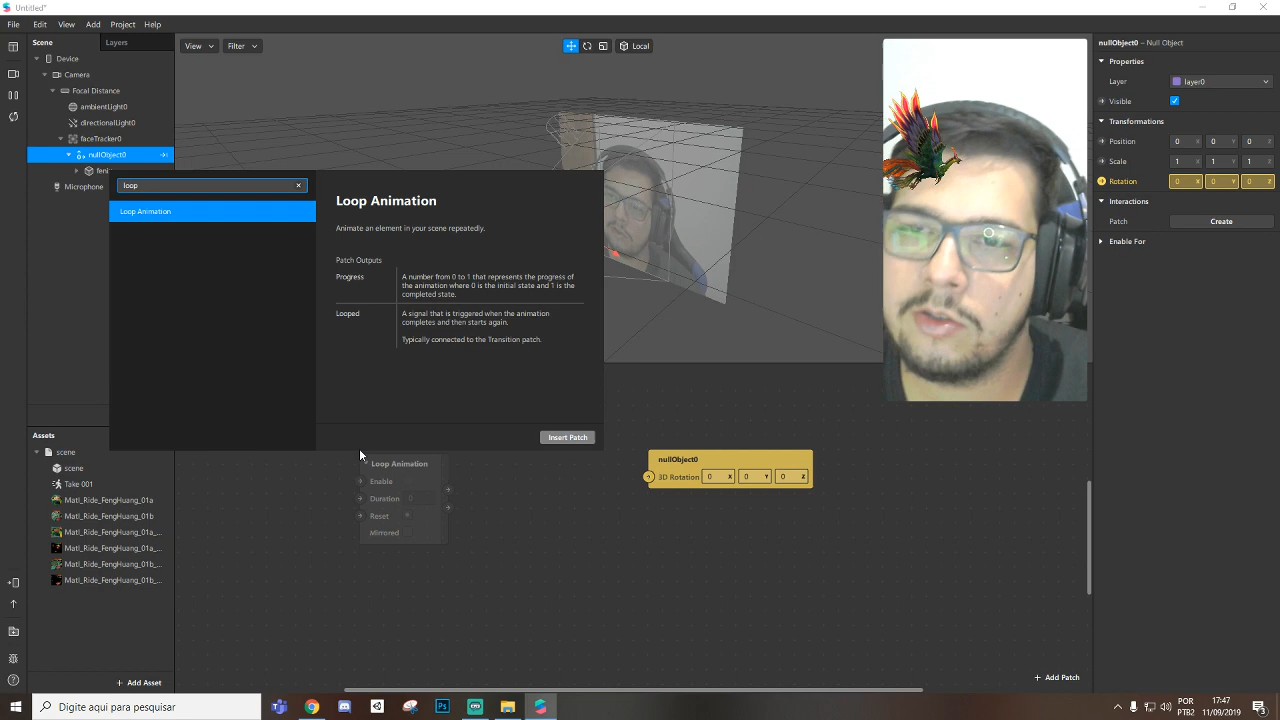 Untitled*
File Edit View Add Project Help
Scene Layers
Device
Camera
Focal Distance
ambientLight0
directionalLight0
faceTracker0
nullObject0
Microphone
View
Filter
Local
loop
Loop Animation
Loop Animation
Animate an element in your scene repeatedly.
Patch Outputs
Progress
A number from 0 to 1 that represents the progress of
the animation where 0 is the initial state and 1 is the
completed state.
Looped
A signal that is triggered when the animation
completes and then starts again.
Typically connected to the Transition patch.
Insert Patch
nullObject0 – Null Object
Properties
Layer layer0
Visible
Transformations
Position 0 X 0 Y 0 Z
Scale 1 X 1 Y 1 Z
Rotation 0 X 0 Y 0 Z
Interactions
Patch Create
Enable For
Assets
scene
scene
Take 001
Matl_Ride_FengHuang_01a
Matl_Ride_FengHuang_01b
Matl_Ride_FengHuang_01a_...
Matl_Ride_FengHuang_01a_...
Matl_Ride_FengHuang_01b_...
Matl_Ride_FengHuang_01b_...
Add Asset
Loop Animation
Enable
Duration 0
Reset
Mirrored
nullObject0
3D Rotation 0 X 0 Y 0 Z
Add Patch
Digite aqui para pesquisar
POR
PTB2
17:47
11/09/2019